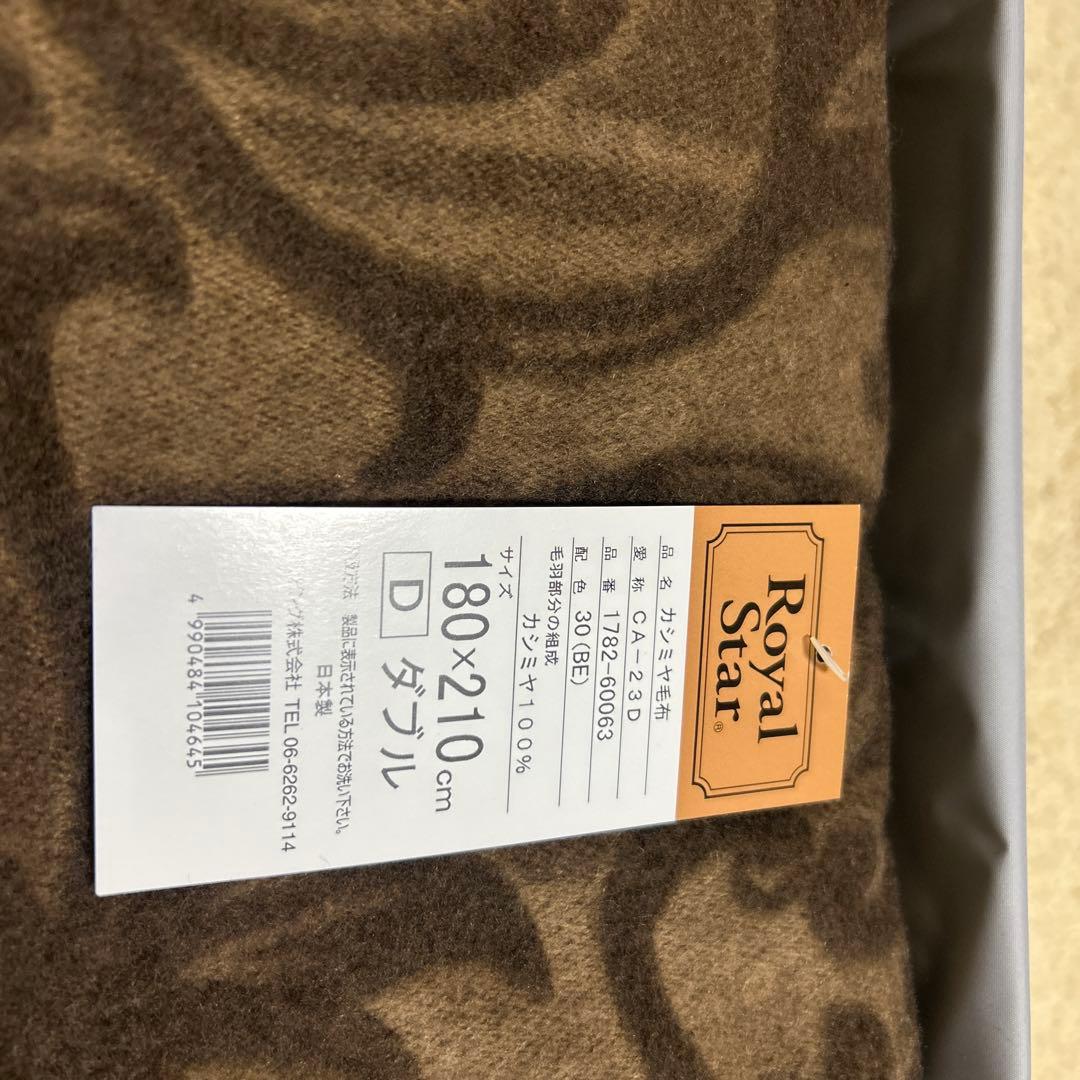 Royal
Star®
品 名 カシミヤ毛布
愛 称 CA-23D
品 番 1782-60063
配 色 30(BE)
毛羽部分の組成
カシミヤ100%
サイズ
180×210cm
D ダブル
方法 製品に表示されている方法でお洗い下さい。
日本製
グ株式会社 TEL 06-6262-9114
4 990484 104645